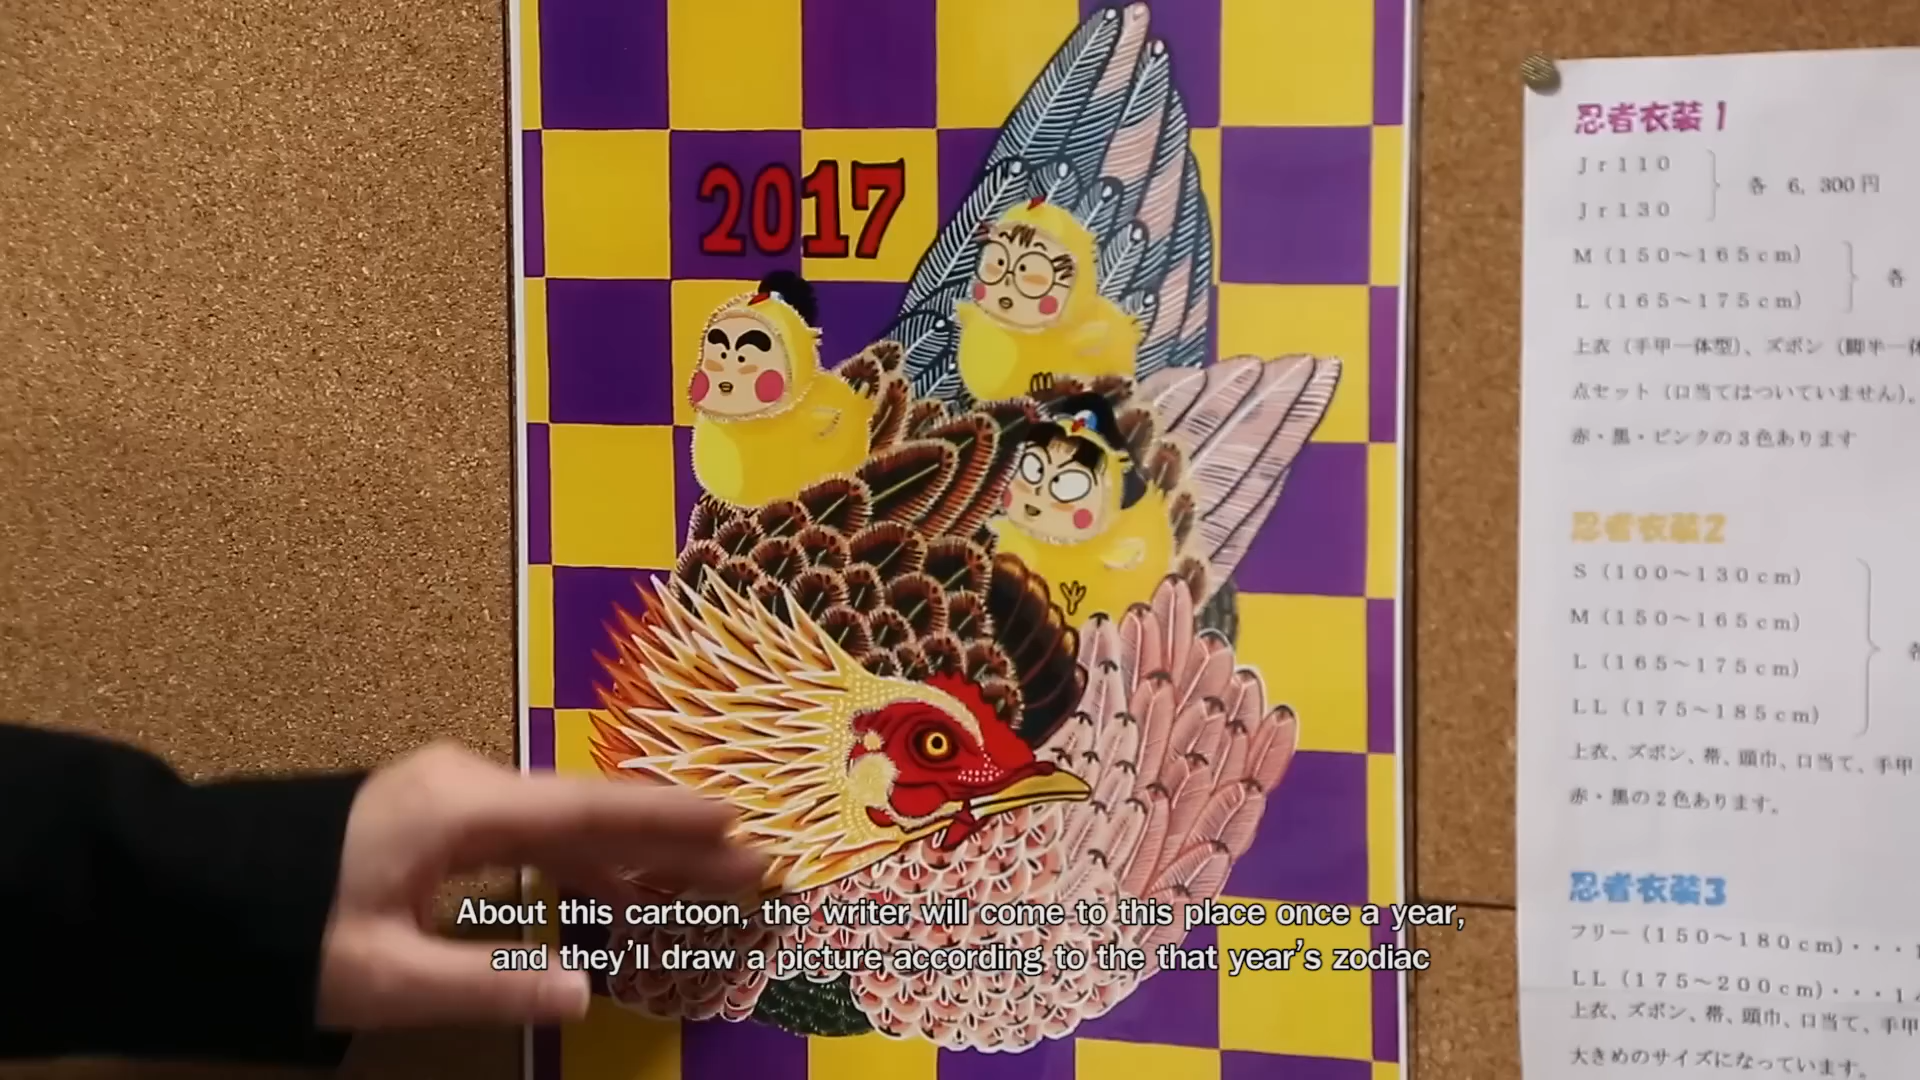 2017
忍者衣装1
Jr110
Jr130
各 6,300円
M(150～165cm)
L(165～175cm)
各
上衣(手甲一体型)、ズボン(脚半一体
点セット(口当てはついていません)。
赤・黒・ピンクの3色あります
忍者衣装2
S(100～130cm)
M(150～165cm)
L(165～175cm)
LL(175～185cm)
上衣、ズボン、帯、頭巾、口当て、手甲
赤・黒の2色あります。
忍者衣装3
フリー(150～180cm)・・・1
LL(175～200cm)・・・1
上衣、ズボン、帯、頭巾、口当て、手甲
大きめのサイズになっています。
About this cartoon, the writer will come to this place once a year,
and they'll draw a picture according to the that year's zodiac